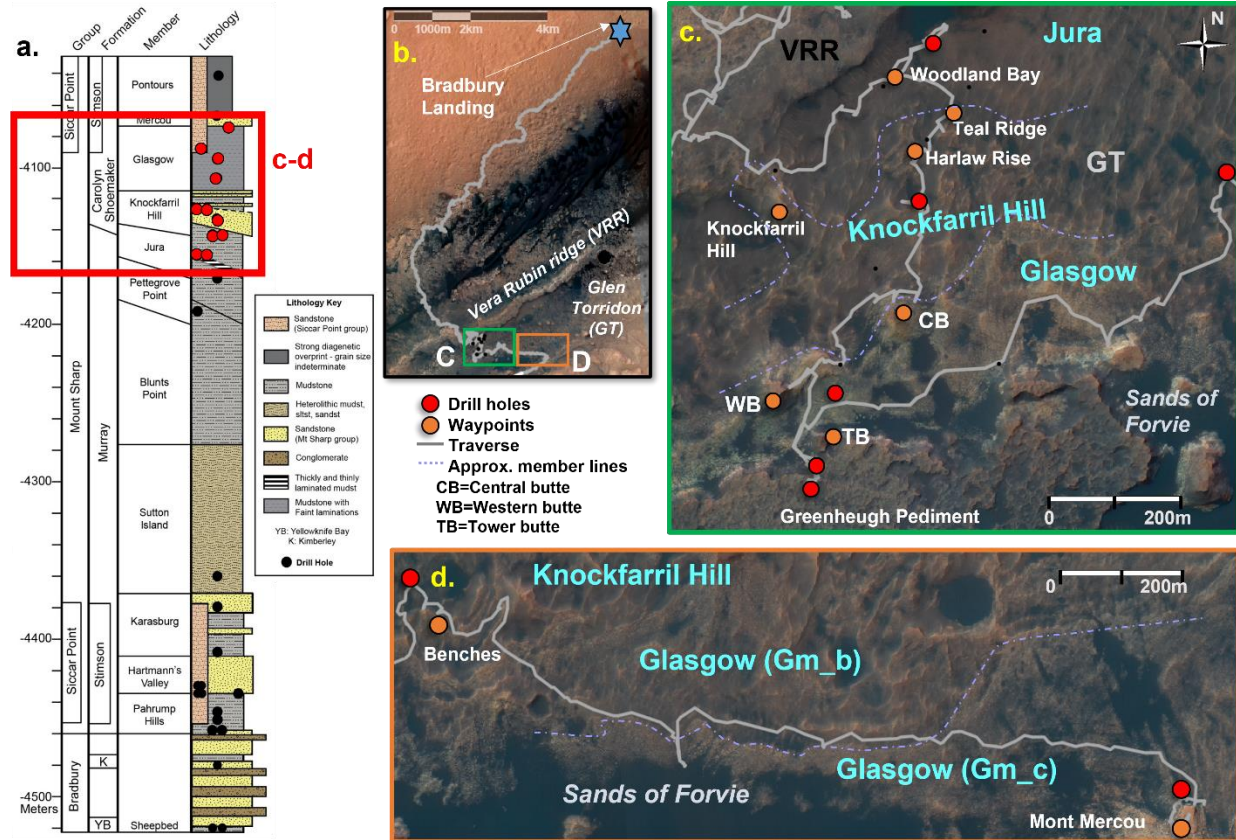 a.
Group
Formation
Member
Lithology
Siccar Point
Stimson
Pontours
Mercou
Glasgow
Carolyn
Shoemaker
Knockfarril
Hill
Jura
c-d
-4100
Pettegrove
Point
-4200
Mount Sharp
Murray
Blunts
Point
-4300
Sutton
Island
Siccar Point
Stimson
Karasburg
-4400
Hartmann's
Valley
Pahrump
Hills
Bradbury
K
YB
Sheepbed
-4500
Meters
Lithology Key
Sandstone
(Siccar Point group)
Strong diagenetic
overprint - grain size
indeterminate
Mudstone
Heterolithic mudst,
sltst, sandst
Sandstone
(Mt Sharp group)
Conglomerate
Thickly and thinly
laminated mudst
Mudstone with
Faint laminations
YB: Yellowknife Bay
K: Kimberley
Drill Hole
b.
0 1000m 2km 4km
Bradbury
Landing
Vera Rubin ridge (VRR)
Glen
Torridon
(GT)
C
D
Drill holes
Waypoints
Traverse
Approx. member lines
CB=Central butte
WB=Western butte
TB=Tower butte
c.
N
VRR
Jura
Woodland Bay
Teal Ridge
Harlaw Rise
GT
Knockfarril
Hill
Knockfarril Hill
Glasgow
CB
WB
TB
Sands of
Forvie
Greenheugh Pediment
0 200m
d.
Knockfarril Hill
0 200m
Benches
Glasgow (Gm_b)
Glasgow (Gm_c)
Sands of Forvie
Mont Mercou